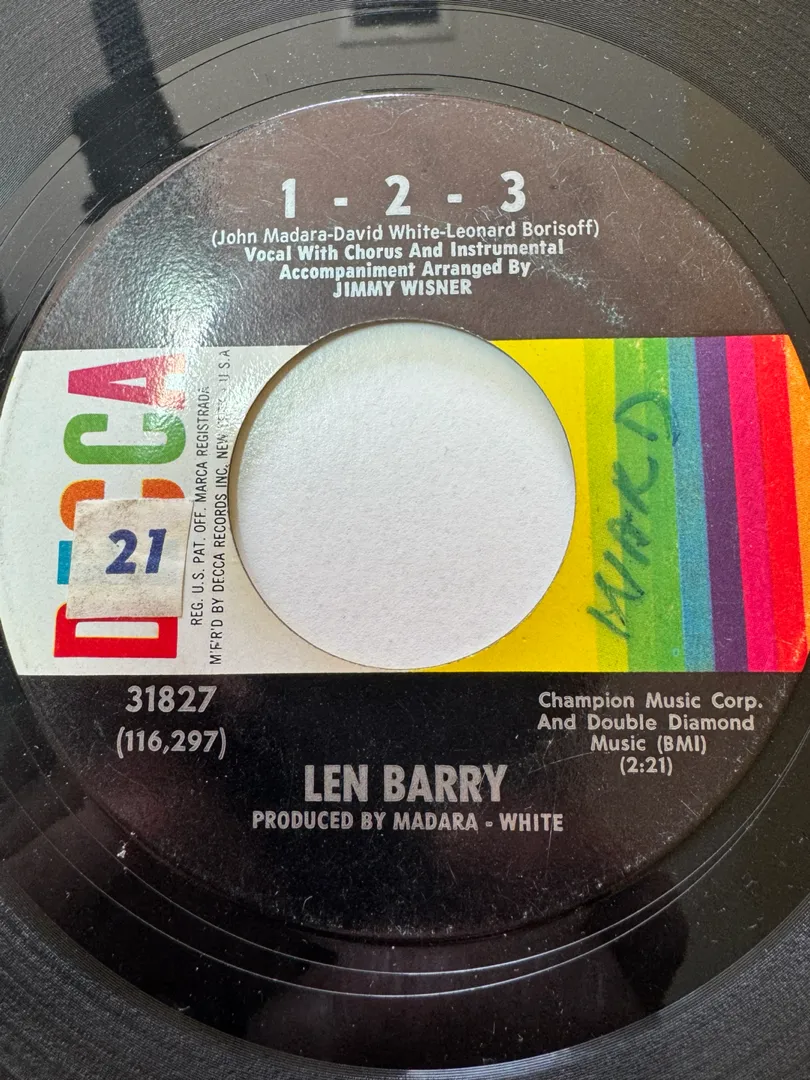 1 - 2 - 3
(John Madara-David White-Leonard Borisoff)
Vocal With Chorus And Instrumental
Accompaniment Arranged By
JIMMY WISNER
DECCA
REG. U.S. PAT. OFF. MARCA REGISTRADA
M'F'R'D BY DECCA RECORDS INC. NEW U S A
21
WARD
31827
(116,297)
Champion Music Corp.
And Double Diamond
Music (BMI)
(2:21)
LEN BARRY
PRODUCED BY MADARA - WHITE